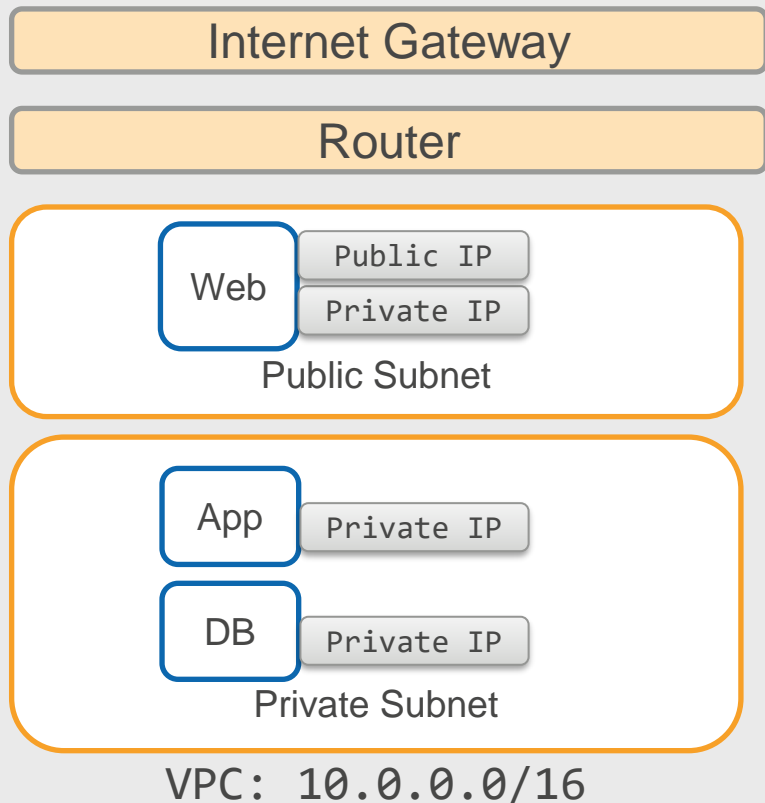 Internet Gateway
Router
Web
Public IP
Private IP
Public Subnet
App
Private IP
DB
Private IP
Private Subnet
VPC: 10.0.0.0/16